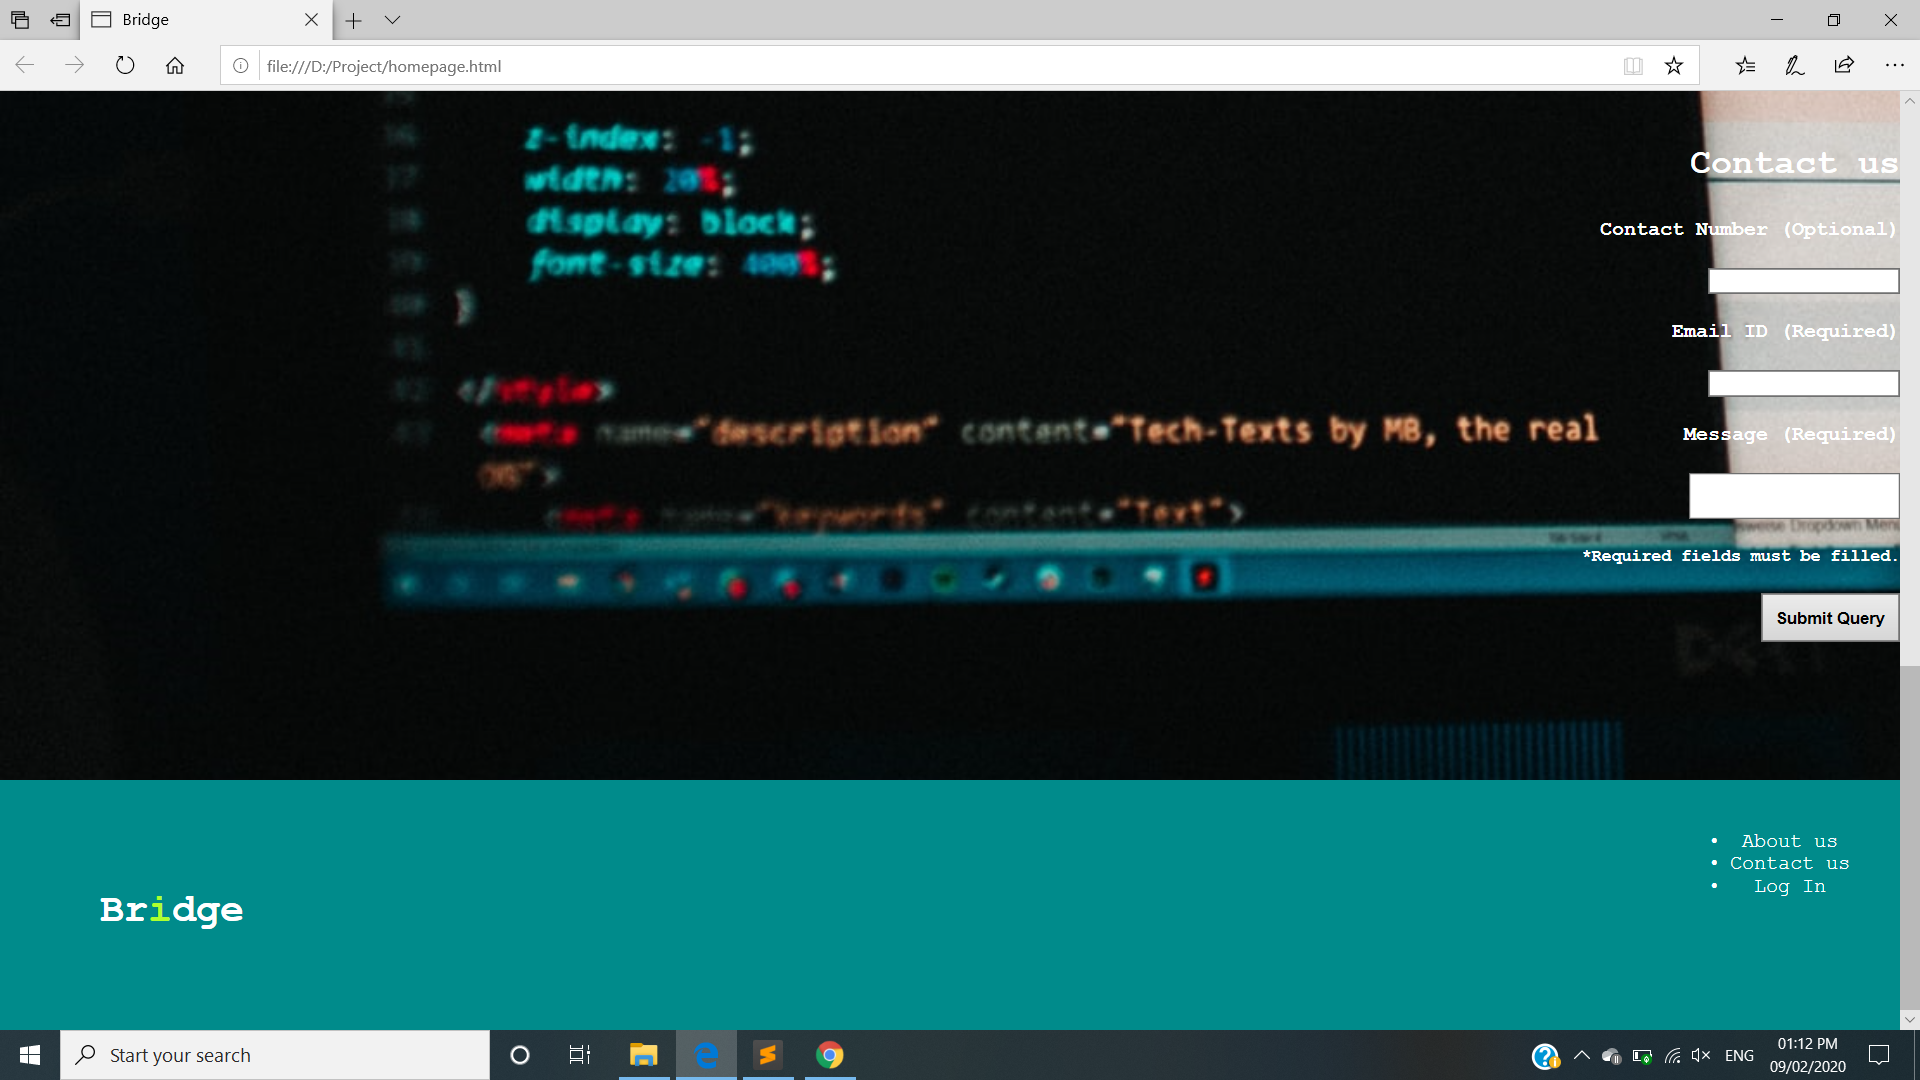 Bridge
file:///D:/Project/homepage.html
z-index: -1;
width: 20%;
display: block;
font-size: 400%;
}
</style>
<meta name="description" content="Tech-Texts by MB, the real
OG">
<meta name="keywords" content="Text">
Contact us
Contact Number (Optional)
Email ID (Required)
Message (Required)
*Required fields must be filled.
Submit Query
Bridge
• About us
• Contact us
• Log In
Start your search
ENG
01:12 PM
09/02/2020